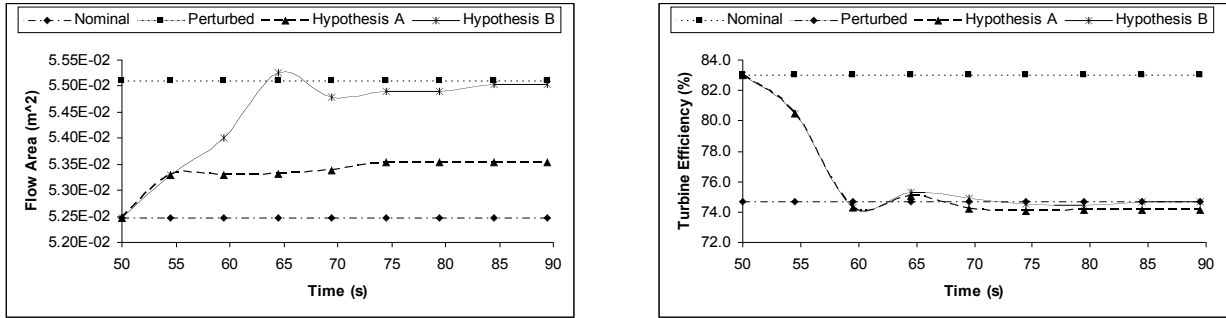 Nominal Perturbed Hypothesis A Hypothesis B
5.55E-02
5.50E-02
5.45E-02
5.40E-02
5.35E-02
5.30E-02
5.25E-02
5.20E-02
Flow Area (m^2)
50 55 60 65 70 75 80 85 90
Time (s)
Nominal Perturbed Hypothesis A Hypothesis B
84.0
82.0
80.0
78.0
76.0
74.0
72.0
Turbine Efficiency (%)
50 55 60 65 70 75 80 85 90
Time (s)